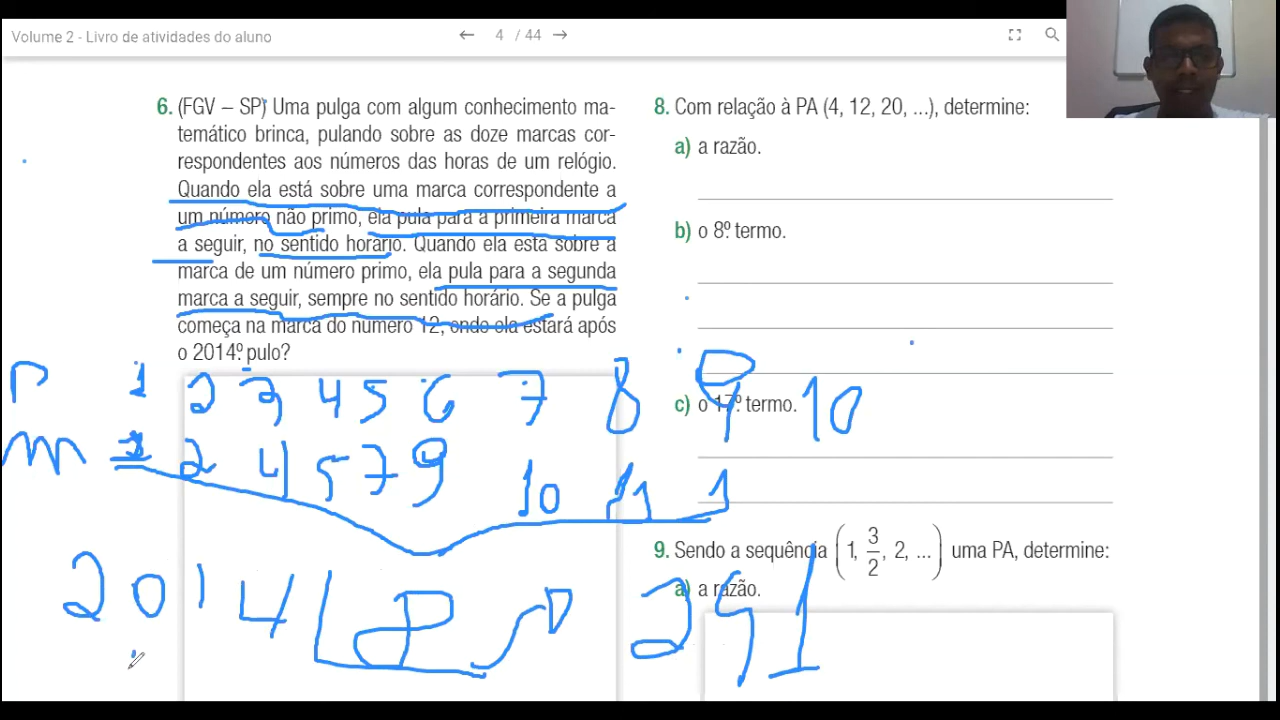 Volume 2 - Livro de atividades do aluno
4 / 44
6. (FGV – SP) Uma pulga com algum conhecimento ma-
temático brinca, pulando sobre as doze marcas cor-
respondentes aos números das horas de um relógio.
Quando ela está sobre uma marca correspondente a
um número não primo, ela pula para a primeira marca
a seguir, no sentido horário. Quando ela está sobre a
marca de um número primo, ela pula para a segunda
marca a seguir, sempre no sentido horário. Se a pulga
começa na marca do número 12, onde ela estará após
o 2014º pulo?
P 1 2 3 4 5 6 7 8 9 10
m 1 2 4 5 7 9 10 11 1
2014 8 251
8. Com relação à PA (4, 12, 20, ...), determine:
a) a razão.
b) o 8º termo.
c) o 17º termo.
9. Sendo a sequência (1, 3/2, 2, ...) uma PA, determine:
a) a razão.